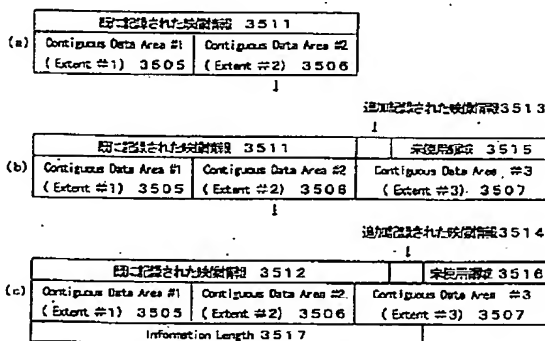 既に記録された映像情報 3511
(a) Contiguous Data Area #1 Contiguous Data Area #2
(Extent #1) 3505 (Extent #2) 3506
追加記録された映像情報3513
既に記録された映像情報 3511 未使用領域 3515
(b) Contiguous Data Area #1 Contiguous Data Area #2 Contiguous Data Area #3
(Extent #1) 3505 (Extent #2) 3506 (Extent #3) 3507
追加記録された映像情報3514
既に記録された映像情報 3512 未使用領域 3516
(c) Contiguous Data Area #1 Contiguous Data Area #2 Contiguous Data Area #3
(Extent #1) 3505 (Extent #2) 3506 (Extent #3) 3507
Information Length 3517